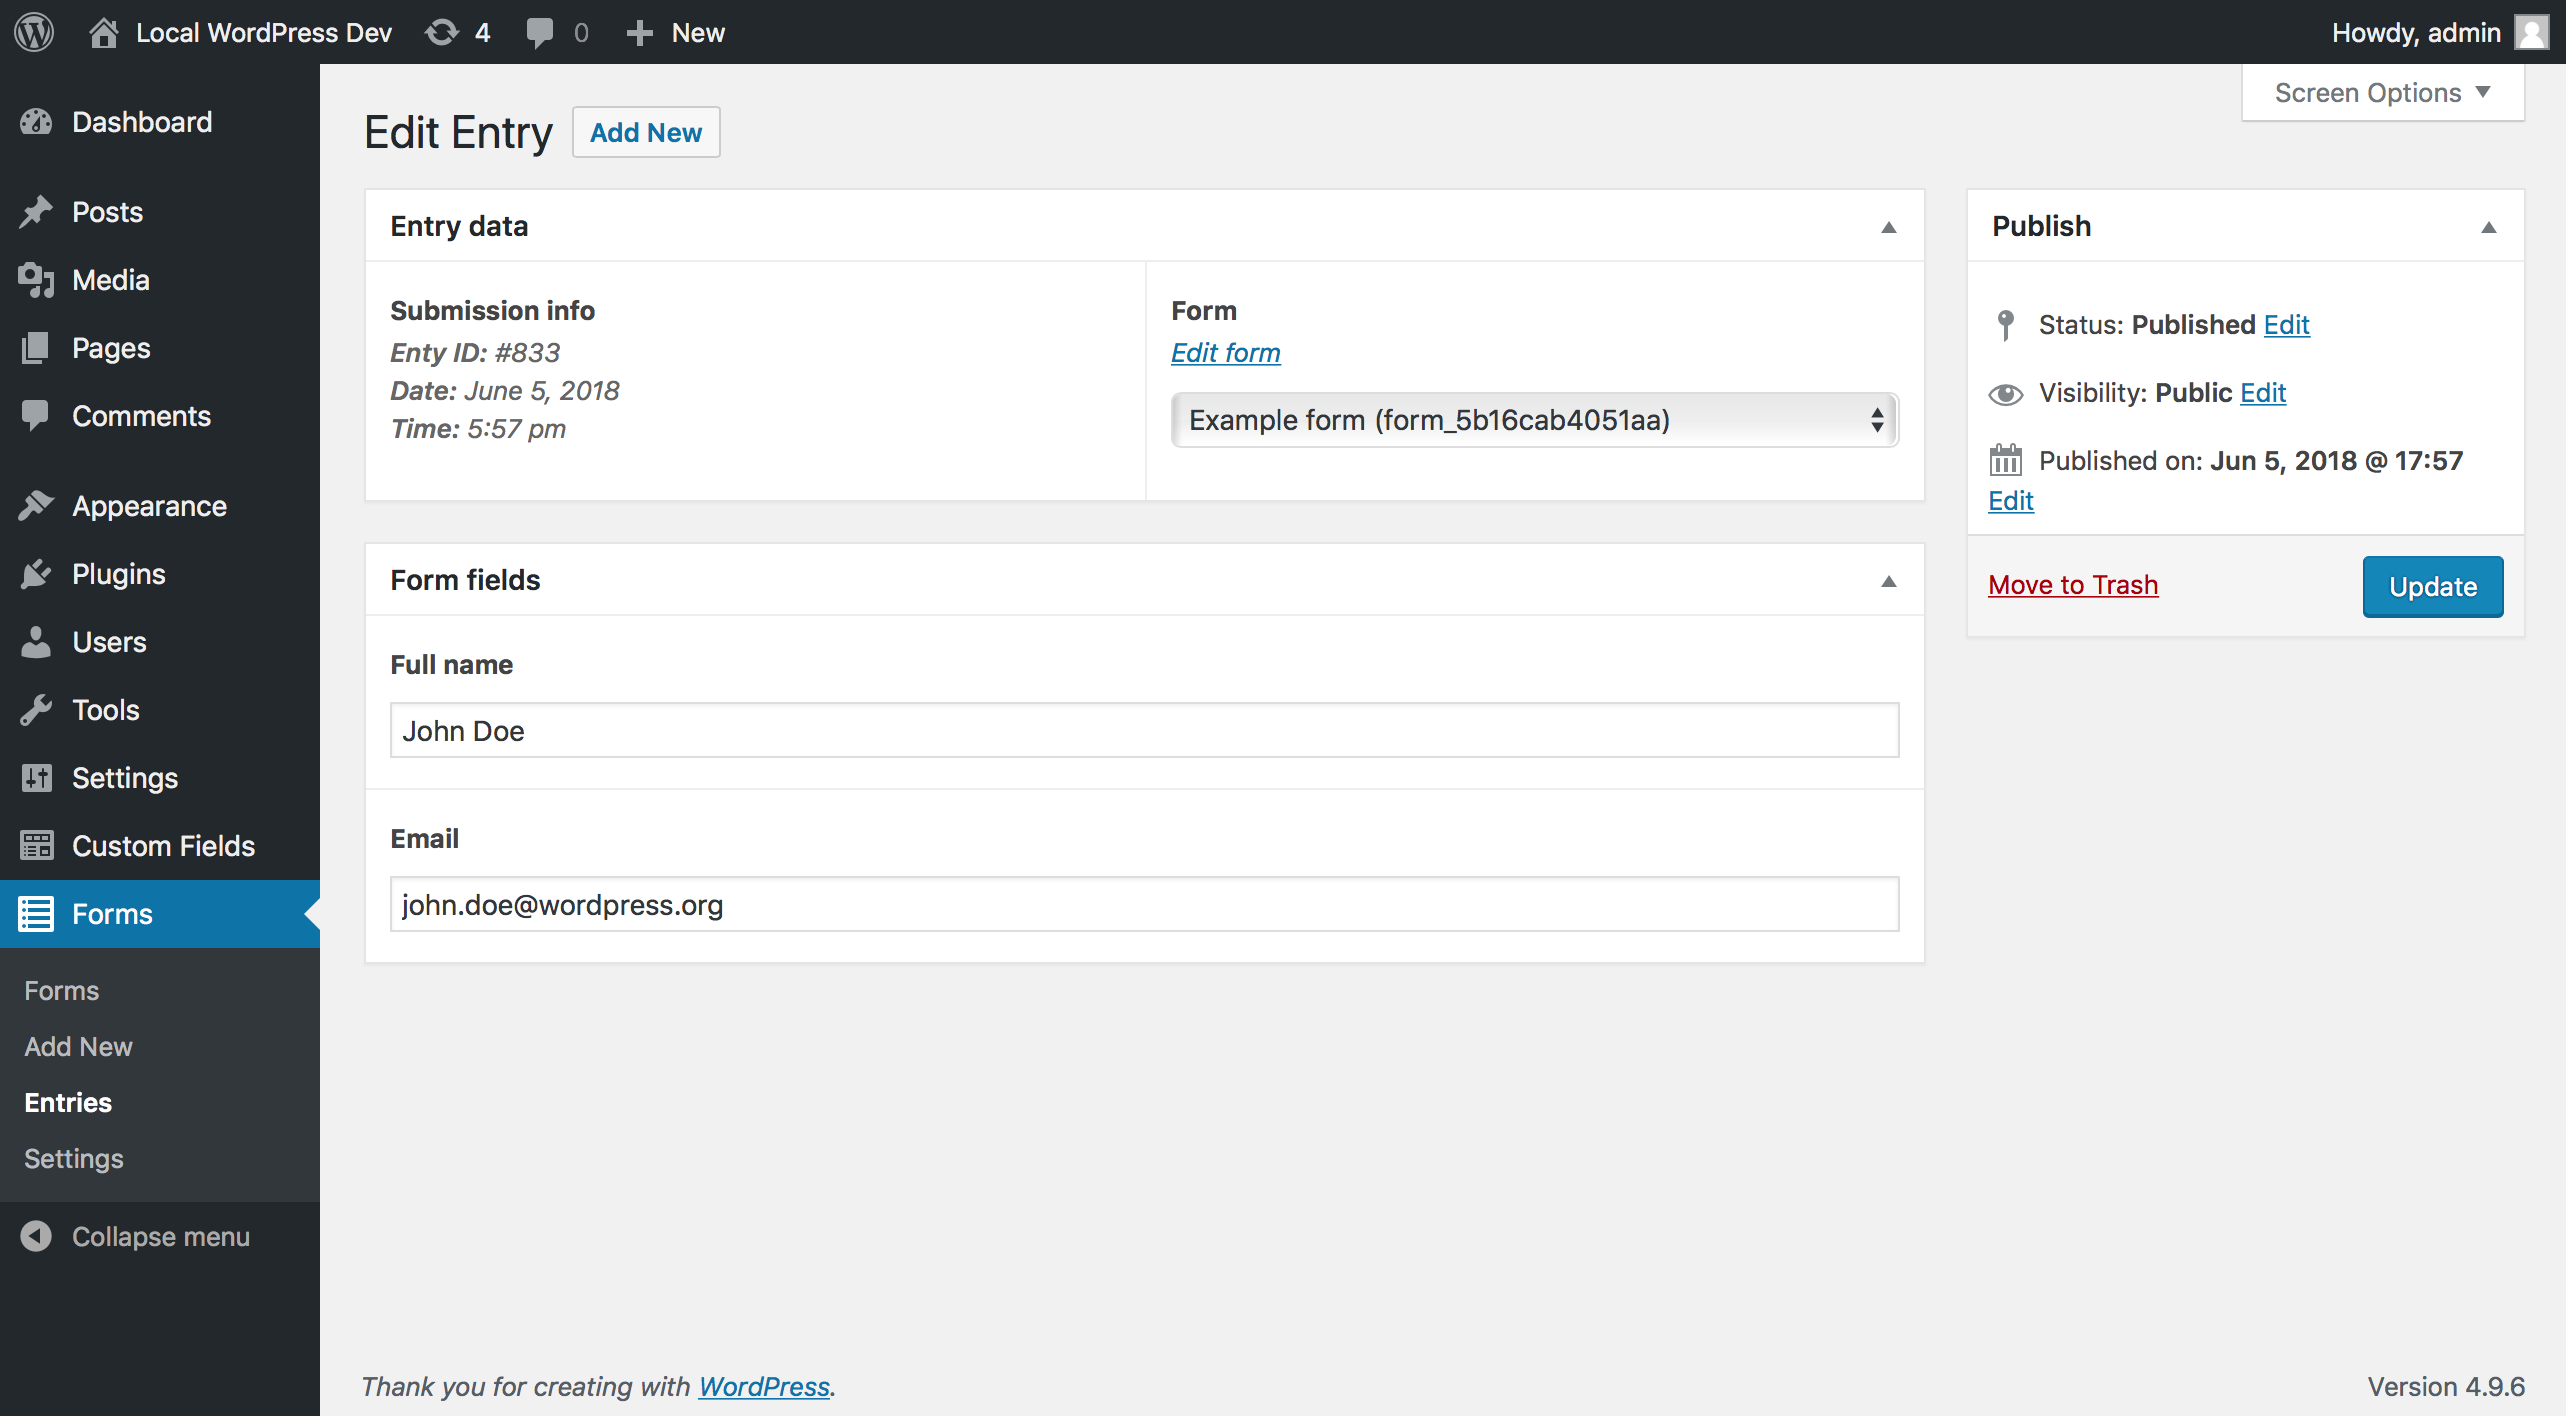 Local WordPress Dev 4 0 New Howdy, admin
Screen Options
Dashboard
Posts
Media
Pages
Comments
Appearance
Plugins
Users
Tools
Settings
Custom Fields
Forms
Forms
Add New
Entries
Settings
Collapse menu
Edit Entry Add New
Entry data
Submission info
Enty ID: #833
Date: June 5, 2018
Time: 5:57 pm
Form
Edit form
Example form (form_5b16cab4051aa)
Form fields
Full name
John Doe
Email
john.doe@wordpress.org
Publish
Status: Published Edit
Visibility: Public Edit
Published on: Jun 5, 2018 @ 17:57
Edit
Move to Trash Update
Thank you for creating with WordPress.
Version 4.9.6